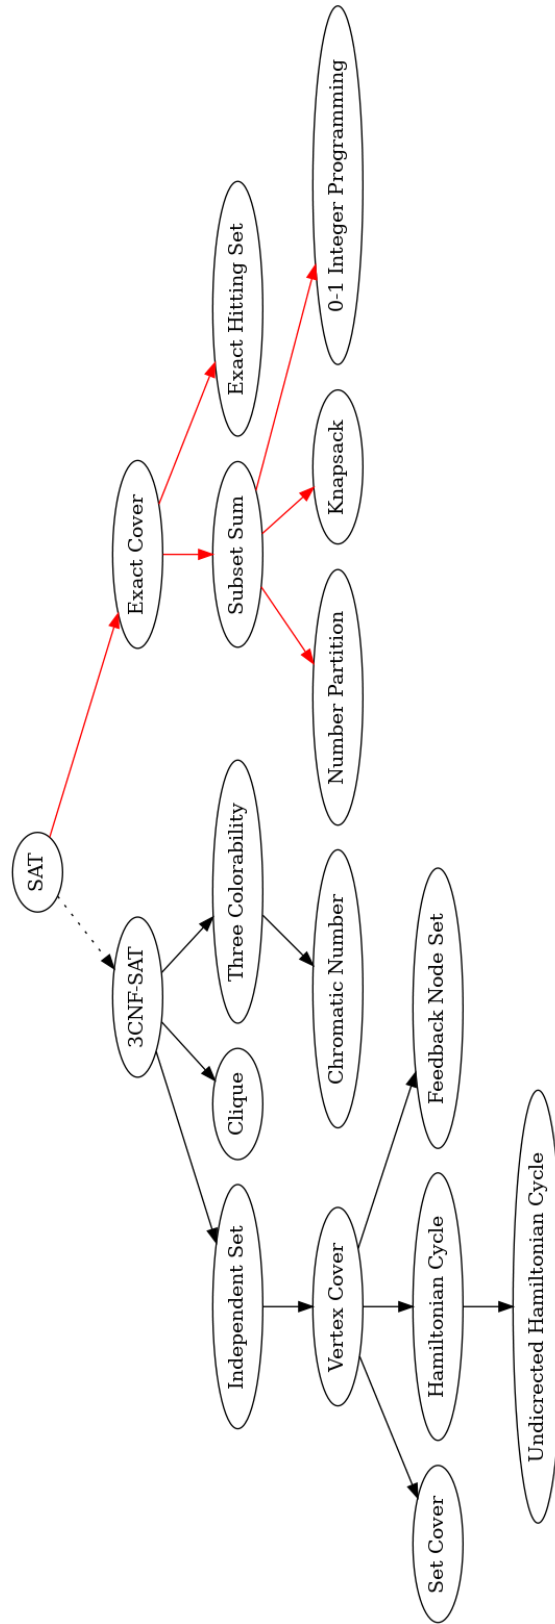 SAT
3CNF-SAT
Exact Cover
Independent Set
Clique
Three Colorability
Subset Sum
Exact Hitting Set
Vertex Cover
Chromatic Number
Number Partition
Knapsack
0-1 Integer Programming
Set Cover
Hamiltonian Cycle
Feedback Node Set
Undicrected Hamiltonian Cycle